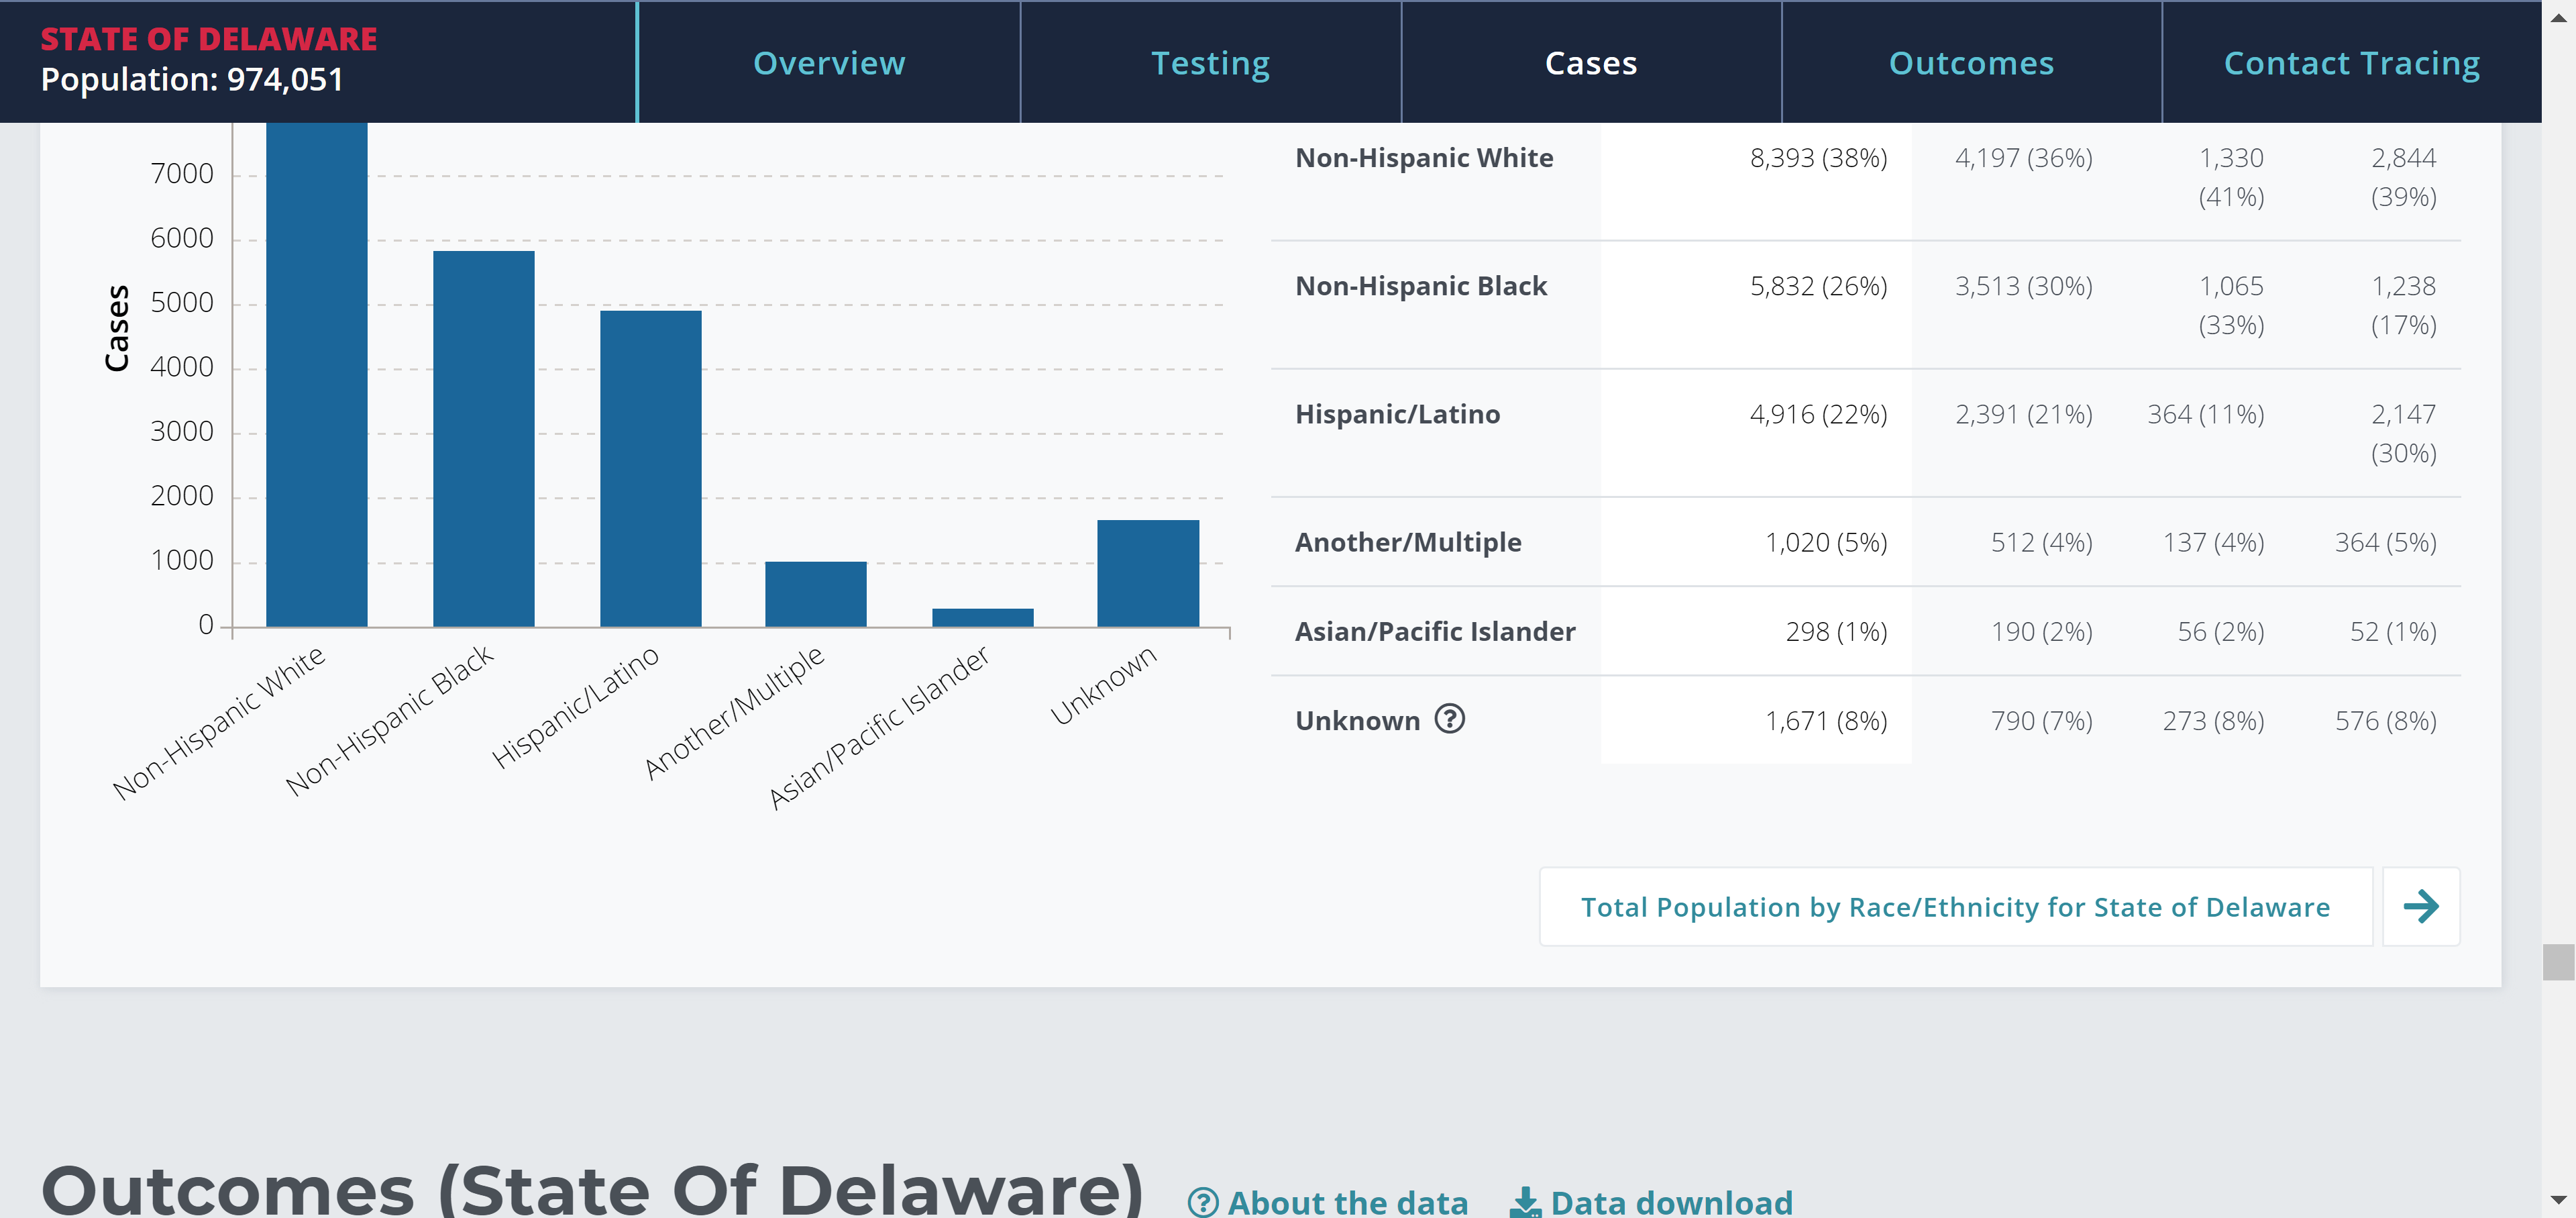 STATE OF DELAWARE
Population: 974,051
Overview
Testing
Cases
Outcomes
Contact Tracing
Cases
7000
6000
5000
4000
3000
2000
1000
0
Non-Hispanic White
Non-Hispanic Black
Hispanic/Latino
Another/Multiple
Asian/Pacific Islander
Unknown
Non-Hispanic White 8,393 (38%) 4,197 (36%) 1,330 2,844
(41%) (39%)
Non-Hispanic Black 5,832 (26%) 3,513 (30%) 1,065 1,238
(33%) (17%)
Hispanic/Latino 4,916 (22%) 2,391 (21%) 364 (11%) 2,147
(30%)
Another/Multiple 1,020 (5%) 512 (4%) 137 (4%) 364 (5%)
Asian/Pacific Islander 298 (1%) 190 (2%) 56 (2%) 52 (1%)
Unknown ? 1,671 (8%) 790 (7%) 273 (8%) 576 (8%)
Total Population by Race/Ethnicity for State of Delaware
Outcomes (State Of Delaware) ? About the data Data download